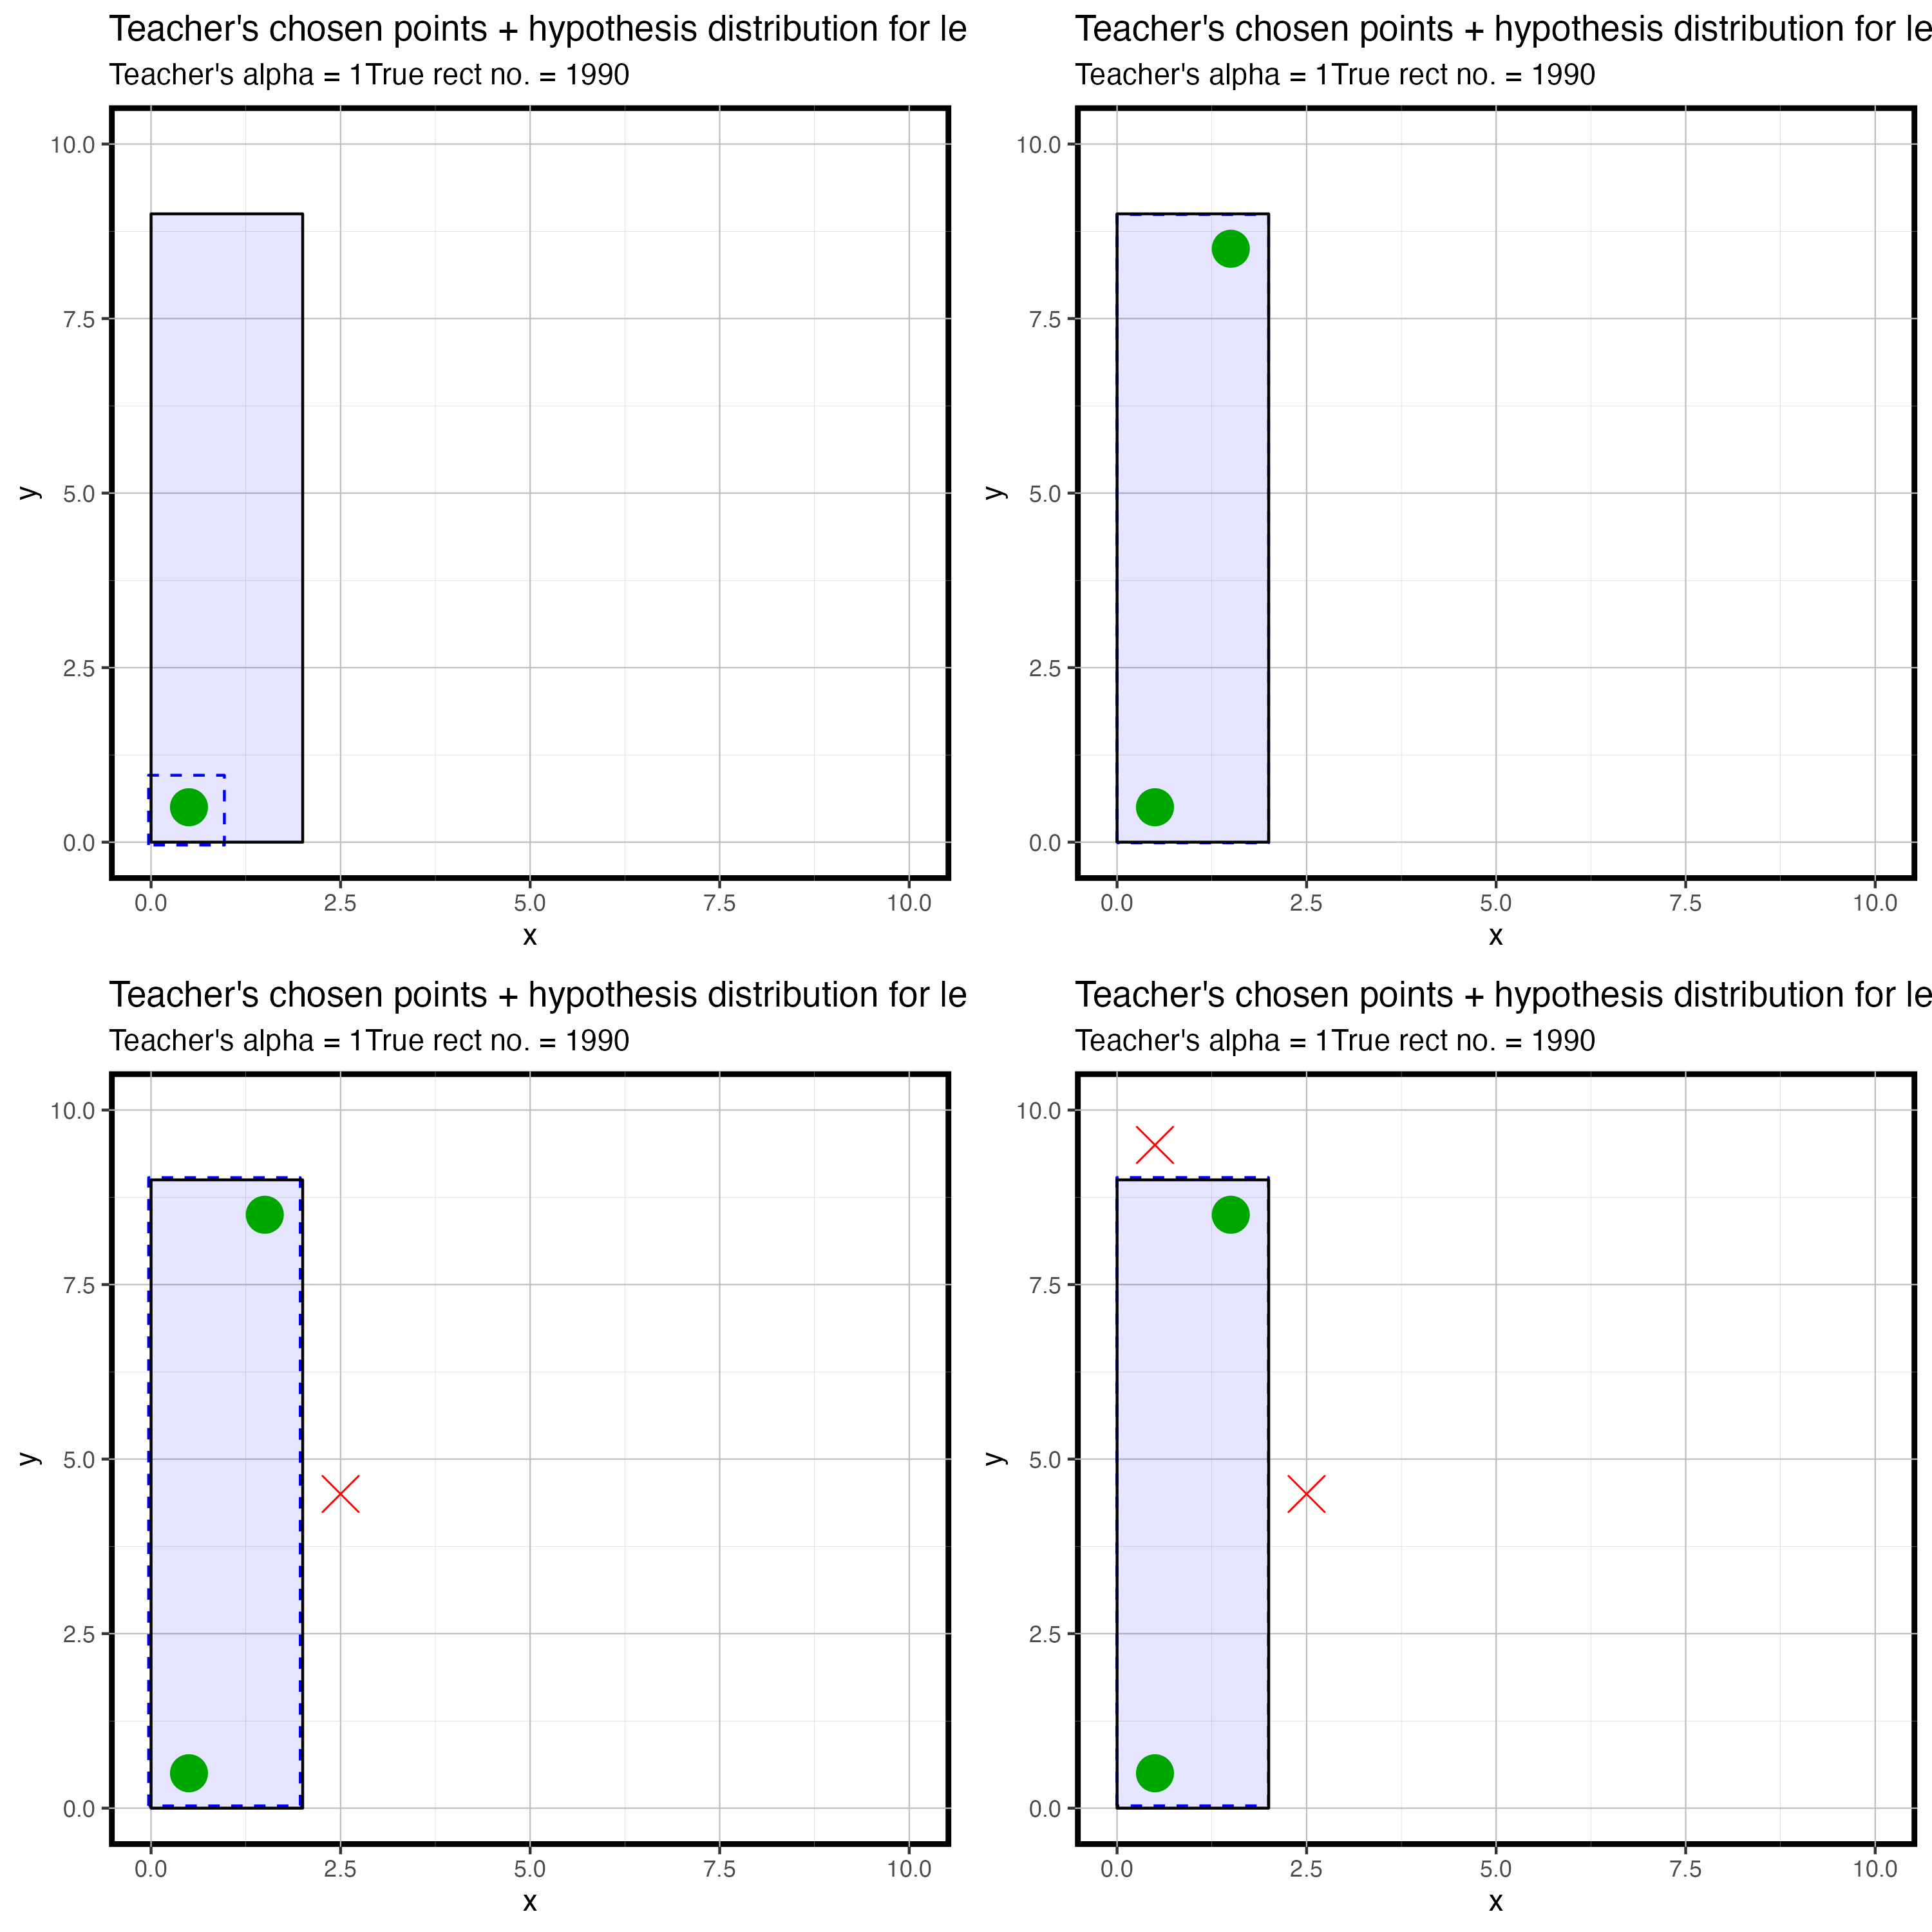 Teacher's chosen points + hypothesis distribution for le
Teacher's alpha = 1True rect no. = 1990
10.0
7.5
5.0
2.5
0.0
y
0.0 2.5 5.0 7.5 10.0
x
Teacher's chosen points + hypothesis distribution for le
Teacher's alpha = 1True rect no. = 1990
10.0
7.5
5.0
2.5
0.0
y
0.0 2.5 5.0 7.5 10.0
x
Teacher's chosen points + hypothesis distribution for le
Teacher's alpha = 1True rect no. = 1990
10.0
7.5
5.0
2.5
0.0
y
0.0 2.5 5.0 7.5 10.0
x
Teacher's chosen points + hypothesis distribution for le
Teacher's alpha = 1True rect no. = 1990
10.0
7.5
5.0
2.5
0.0
y
0.0 2.5 5.0 7.5 10.0
x